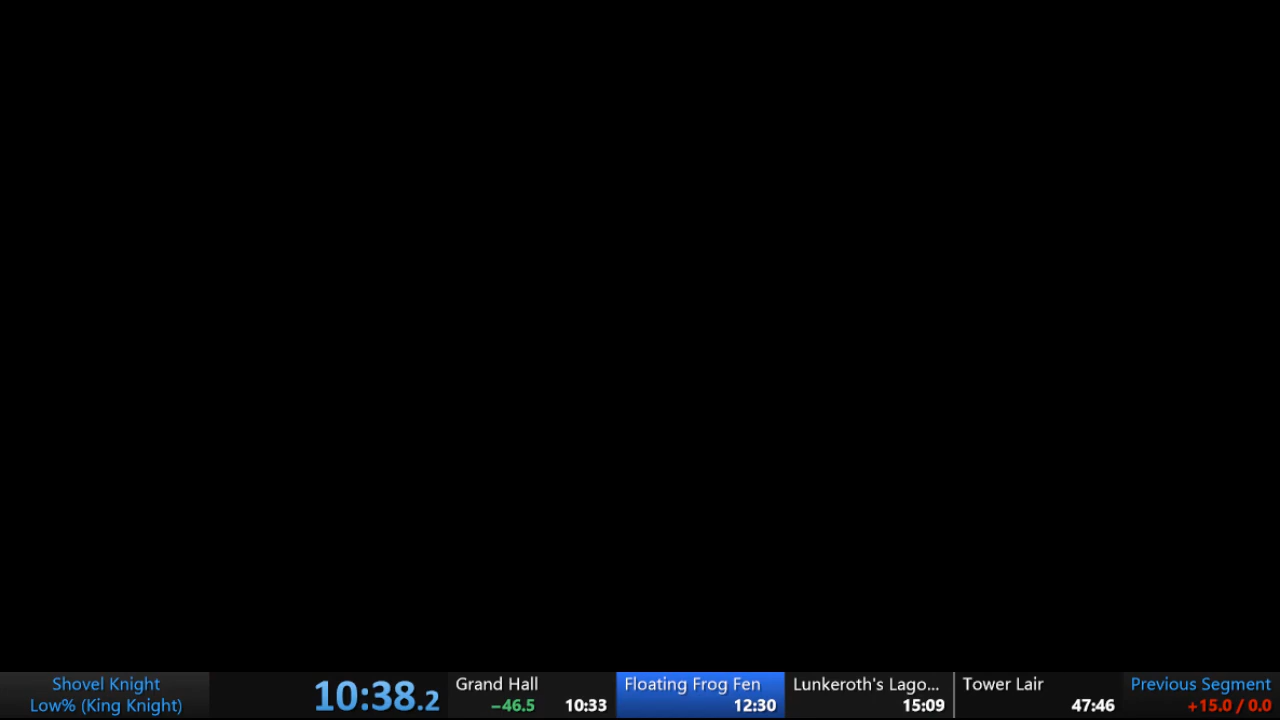 Shovel Knight
Low% (King Knight)
10:38.2
Grand Hall
−46.5 10:33
Floating Frog Fen
12:30
Lunkeroth's Lago...
15:09
Tower Lair
47:46
Previous Segment
+15.0 / 0.0